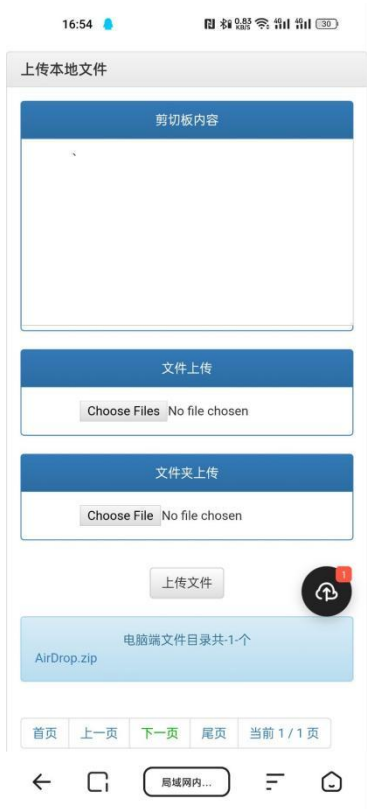 16:54 0.83 KB/S 4G 4G 30
上传本地文件
剪切板内容
、
文件上传
Choose Files No file chosen
文件夹上传
Choose File No file chosen
上传文件
1
电脑端文件目录共-1-个
AirDrop.zip
首页 上一页 下一页 尾页 当前 1 / 1 页
局域网内...